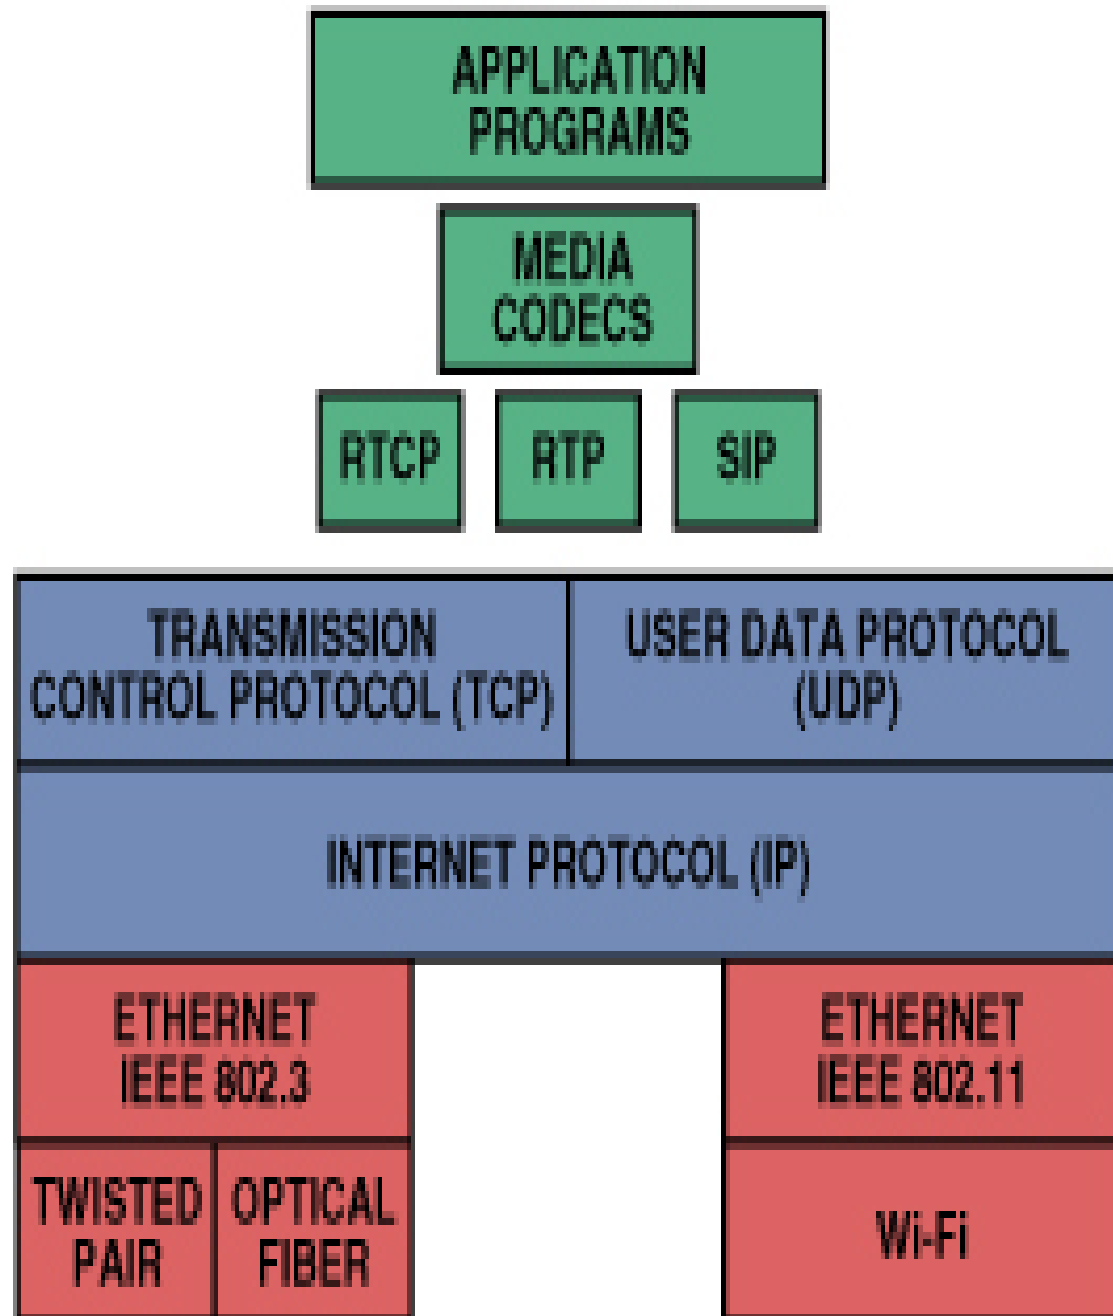 APPLICATION
PROGRAMS
MEDIA
CODECS
RTCP
RTP
SIP
TRANSMISSION
CONTROL PROTOCOL (TCP)
USER DATA PROTOCOL
(UDP)
INTERNET PROTOCOL (IP)
ETHERNET
IEEE 802.3
ETHERNET
IEEE 802.11
TWISTED
PAIR
OPTICAL
FIBER
Wi-Fi